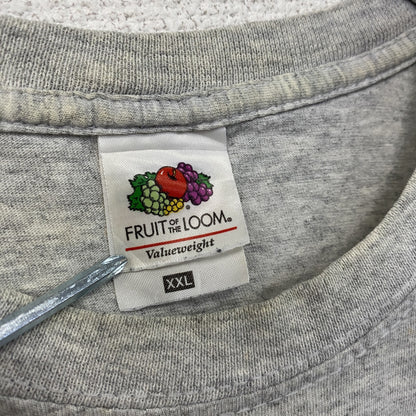 FRUIT OF THE LOOM®
Valueweight
XXL